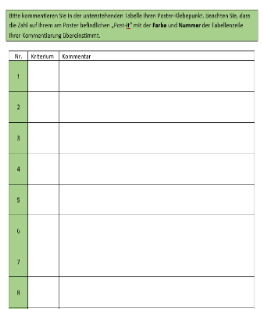 Bitte kommentieren Sie in der untenstehenden Tabelle Ihren Poster-Klebepunkt. Beachten Sie, dass
die Zahl auf Ihrem am Poster befindlichen „Post-it“ mit der Farbe und Nummer der Tabellenzeile
Ihrer Kommentierung übereinstimmt.
Nr. Kriterium Kommentar
1
2
3
4
5
6
7
8